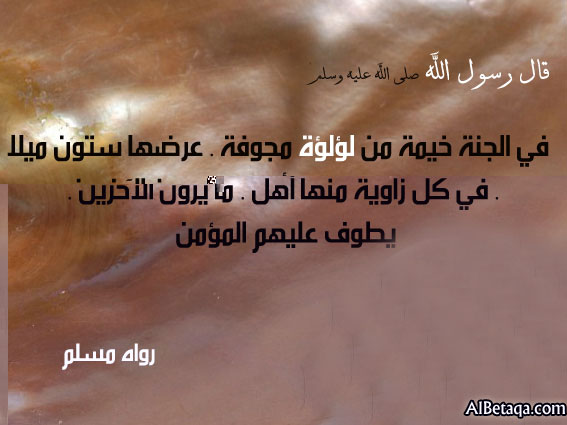 قال رسول الله صلى الله عليه وسلم
في الجنة خيمة من لؤلؤة مجوفة . عرضها ستون ميلا
. في كل زاوية منها أهل . ما يرون الآخرين .
يطوف عليهم المؤمن
رواه مسلم
AlBetaqa.com